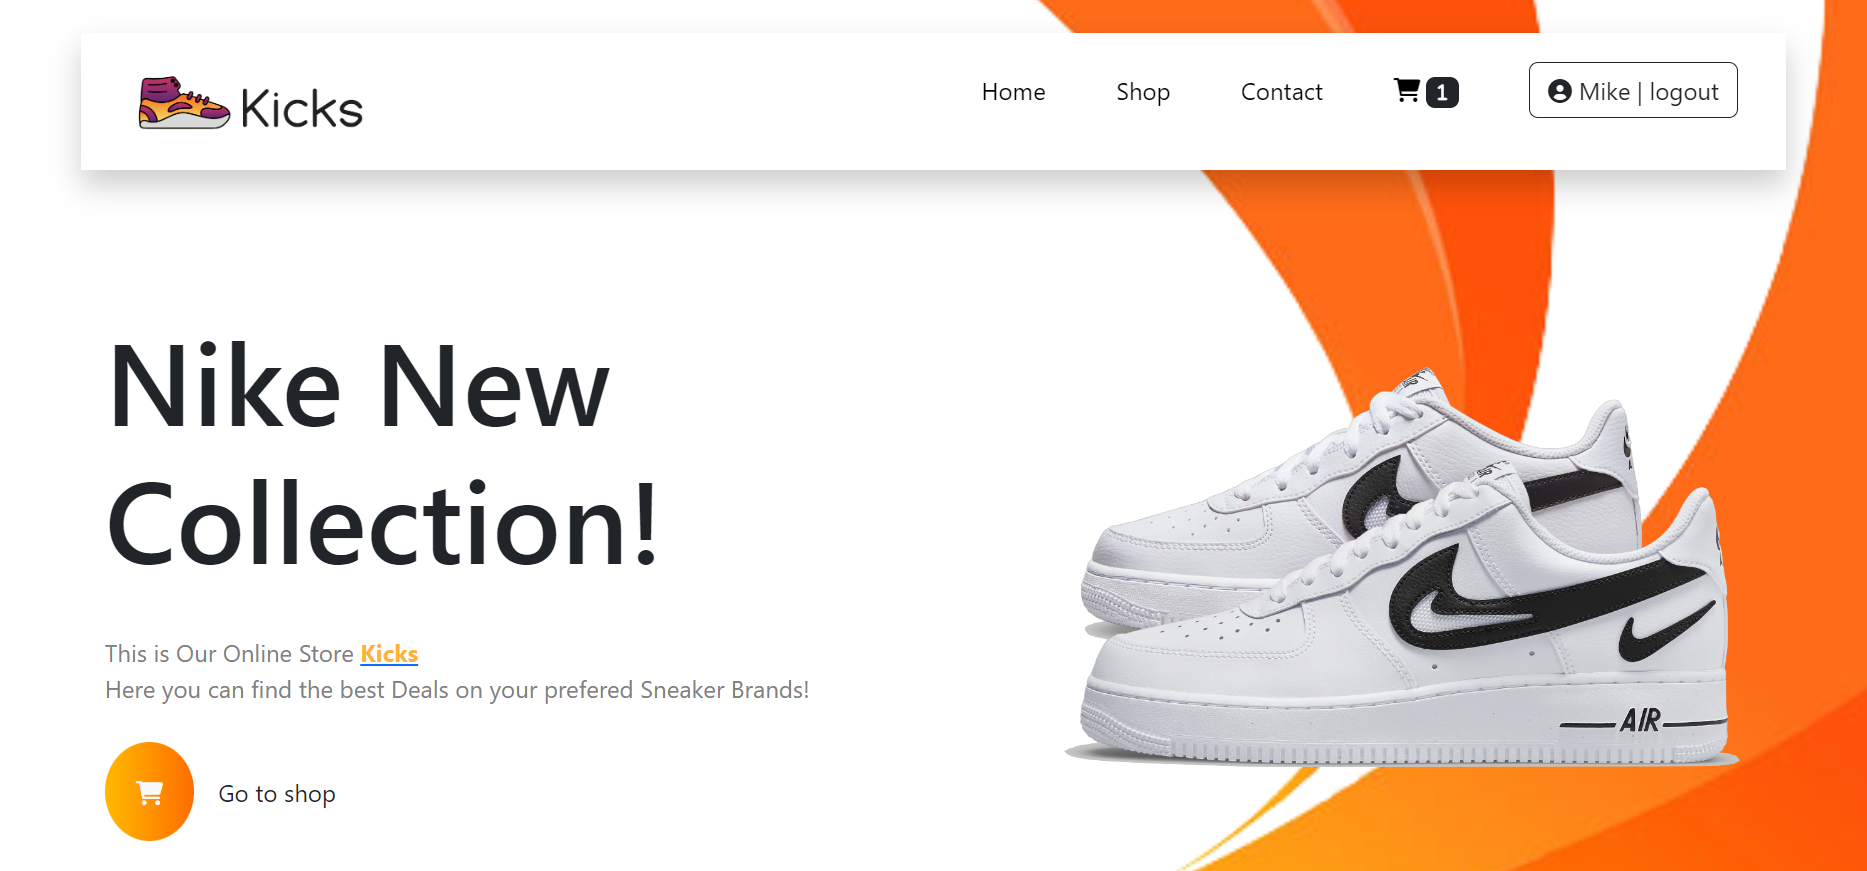 Kicks
Home
Shop
Contact
1
Mike | logout
Nike New
Collection!
This is Our Online Store Kicks
Here you can find the best Deals on your prefered Sneaker Brands!
Go to shop
AIR